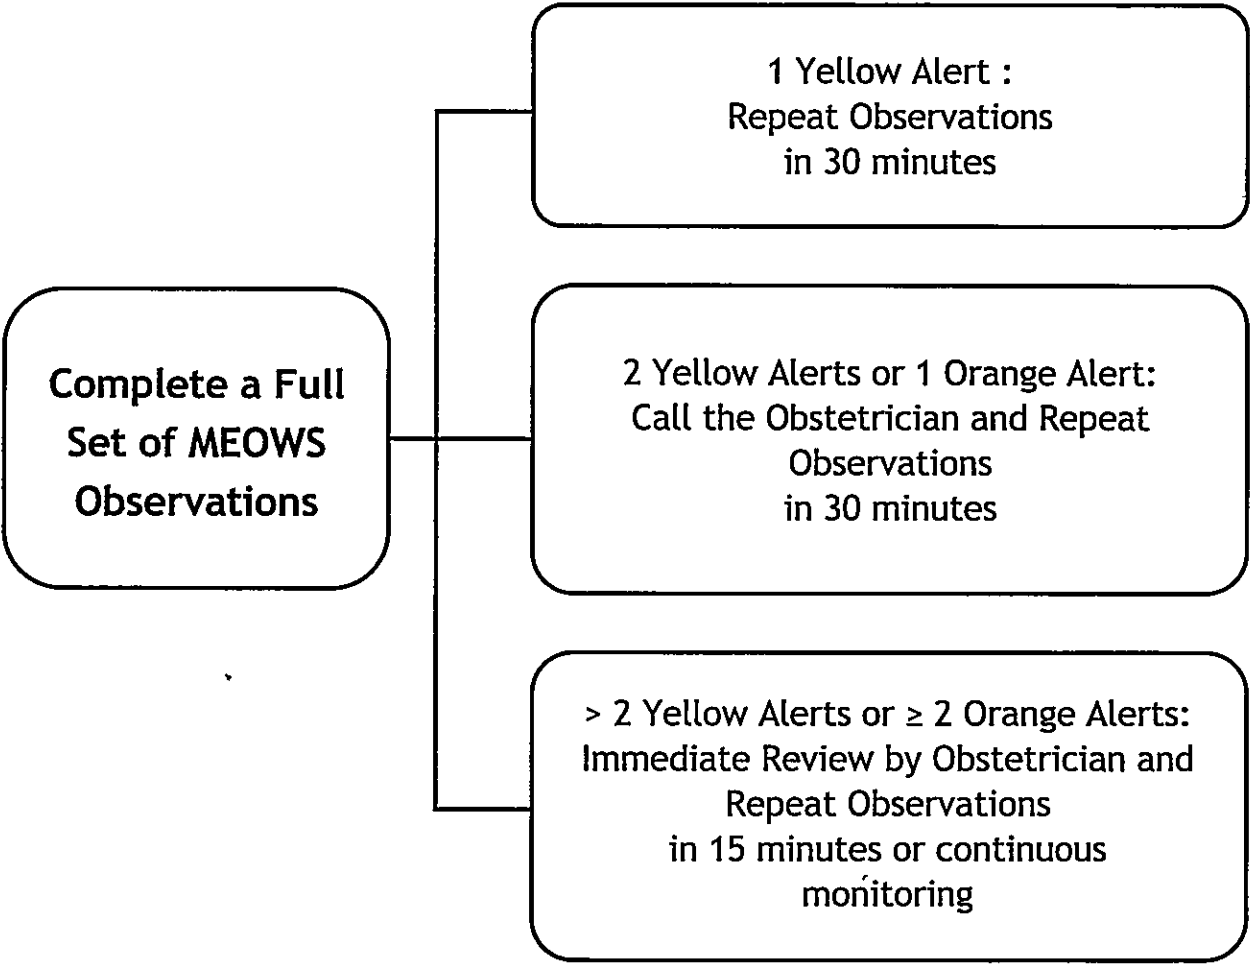 1 Yellow Alert :
Repeat Observations
in 30 minutes
Complete a Full
Set of MEOWS
Observations
2 Yellow Alerts or 1 Orange Alert:
Call the Obstetrician and Repeat
Observations
in 30 minutes
> 2 Yellow Alerts or ≥ 2 Orange Alerts:
Immediate Review by Obstetrician and
Repeat Observations
in 15 minutes or continuous
monitoring